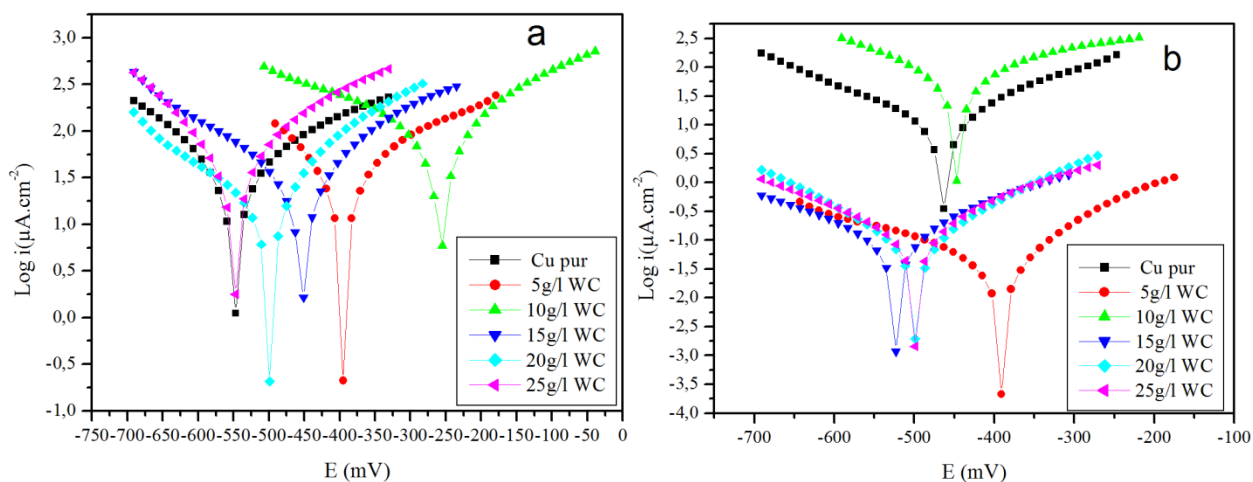 a
3,0
2,5
2,0
1,5
1,0
0,5
0,0
-0,5
-1,0
Log i(µA.cm-2)
-750 -700 -650 -600 -550 -500 -450 -400 -350 -300 -250 -200 -150 -100 -50 0
E (mV)
Cu pur
5g/l WC
10g/l WC
15g/l WC
20g/l WC
25g/l WC
b
2,5
2,0
1,5
1,0
0,5
0,0
-0,5
-1,0
-1,5
-2,0
-2,5
-3,0
-3,5
-4,0
Log i(µA.cm-2)
-700 -600 -500 -400 -300 -200 -100
E (mV)
Cu pur
5g/l WC
10g/l WC
15g/l WC
20g/l WC
25g/l WC